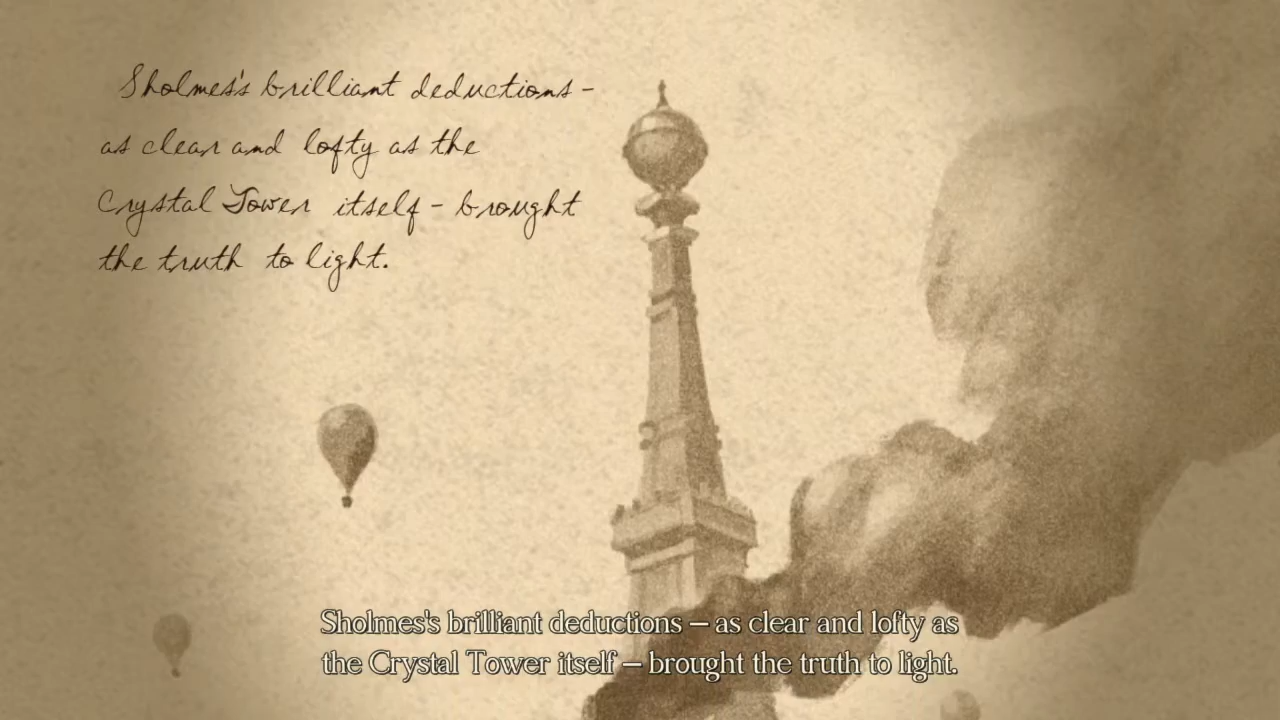 Sholmes's brilliant deductions –
as clear and lofty as the
Crystal Tower itself – brought
the truth to light.
Sholmes's brilliant deductions – as clear and lofty as
the Crystal Tower itself – brought the truth to light.